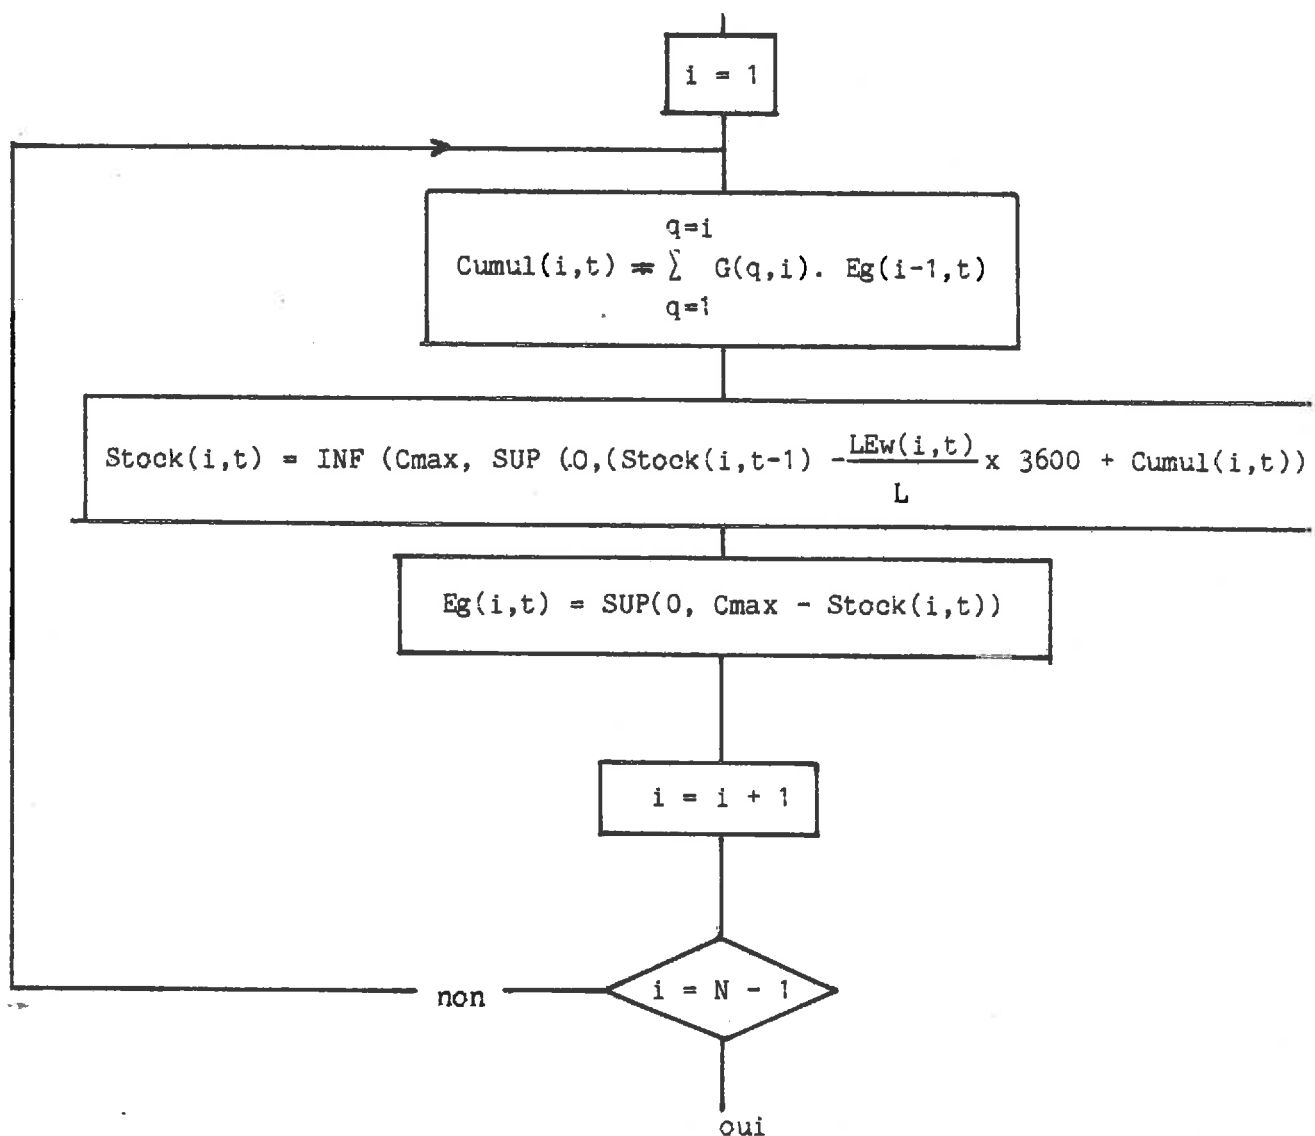 i = 1
q=i
Cumul(i,t) = Σ G(q,i). Eg(i-1,t)
q=1
Stock(i,t) = INF (Cmax, SUP (0,(Stock(i,t-1) - LEw(i,t) x 3600 + Cumul(i,t))
L
Eg(i,t) = SUP(0, Cmax - Stock(i,t))
i = i + 1
i = N - 1
non
oui